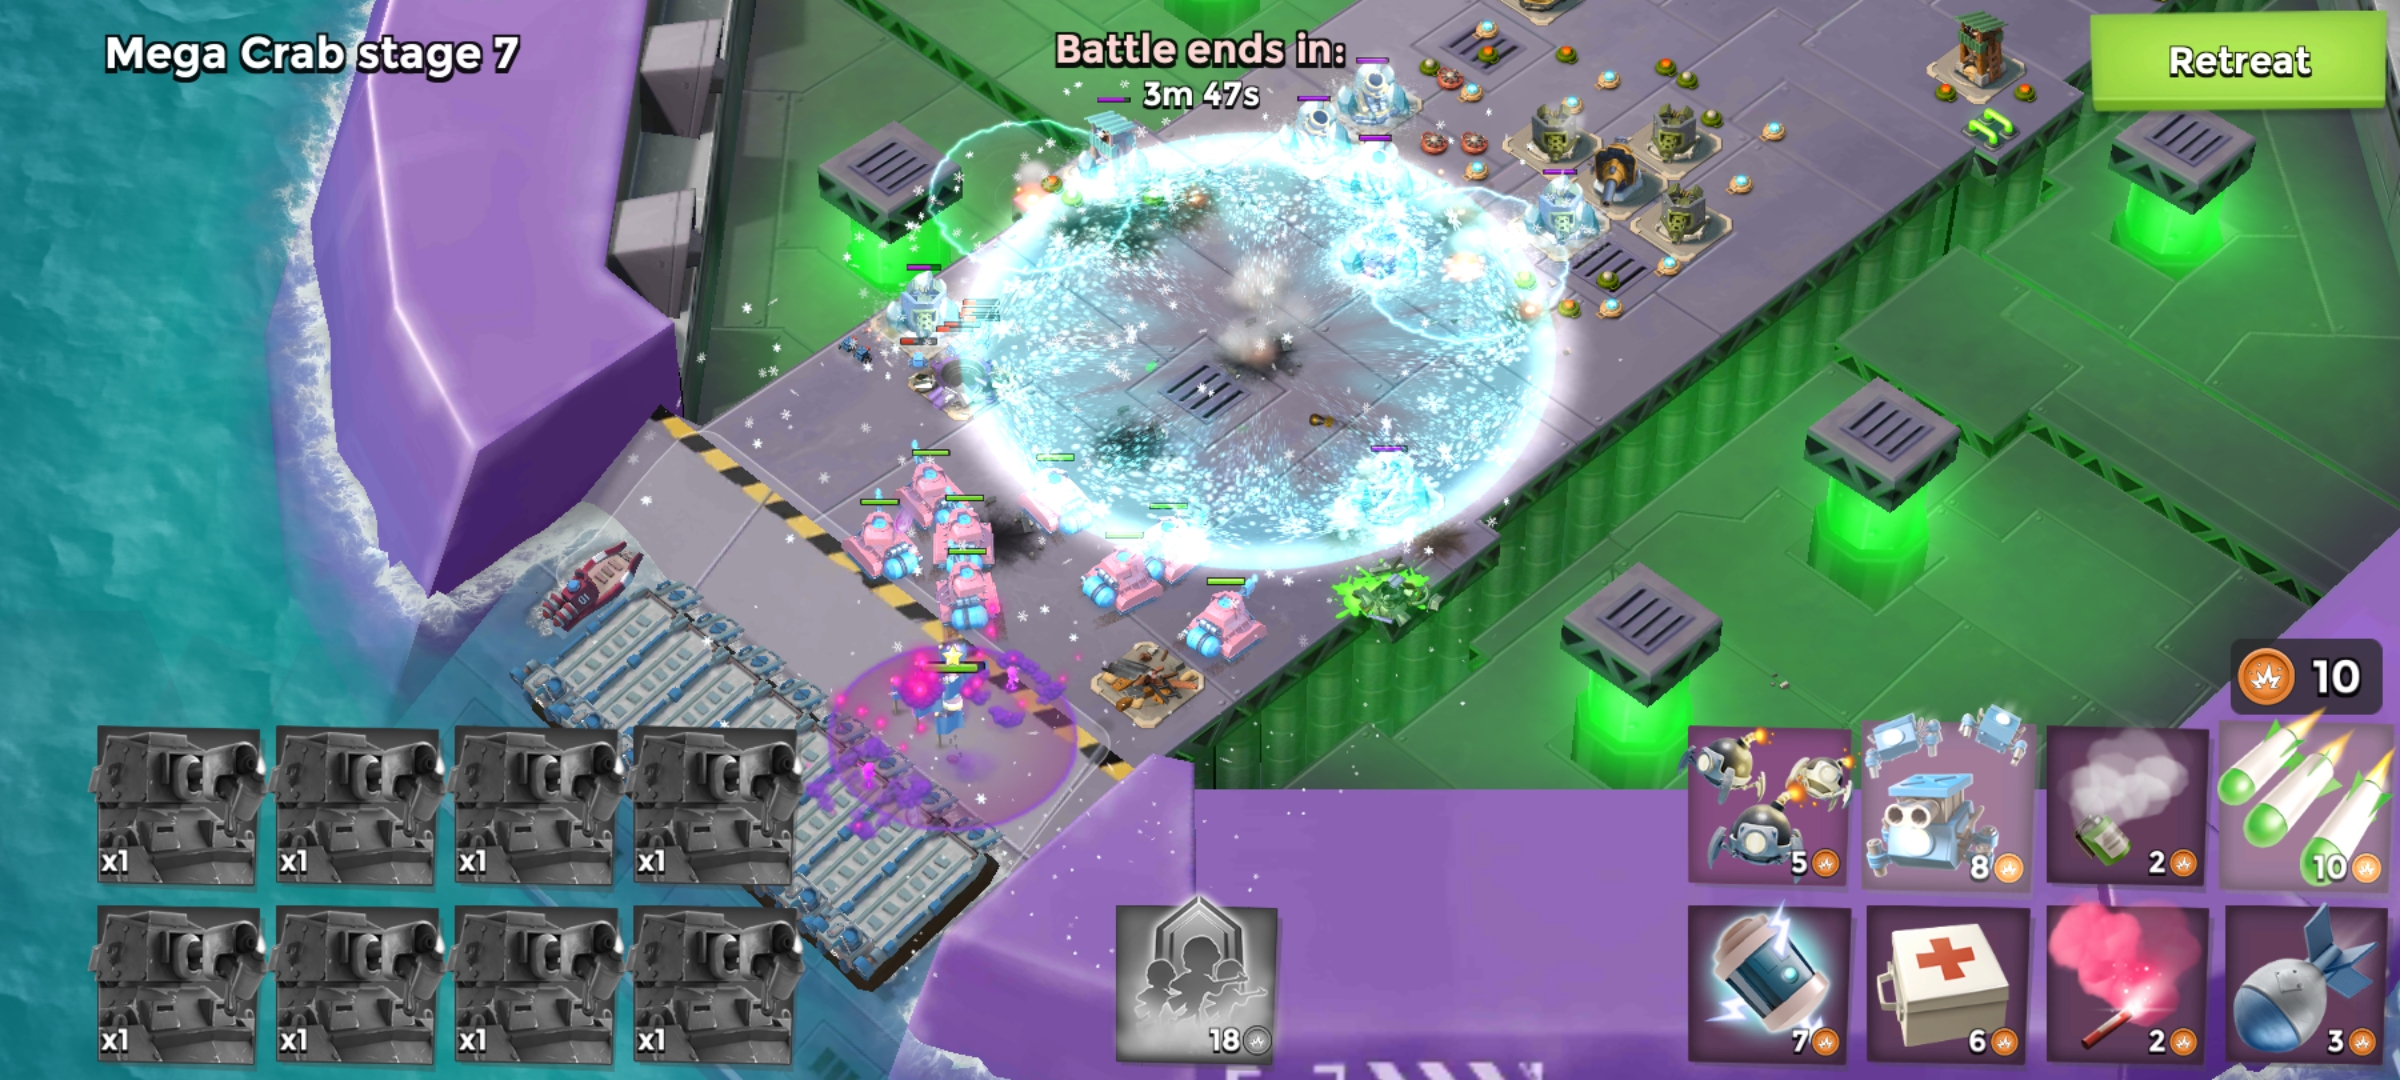 Mega Crab stage 7
Battle ends in:
3m 47s
Retreat
01
10
x1
x1
x1
x1
5
8
2
10
x1
x1
x1
x1
18
7
6
2
3